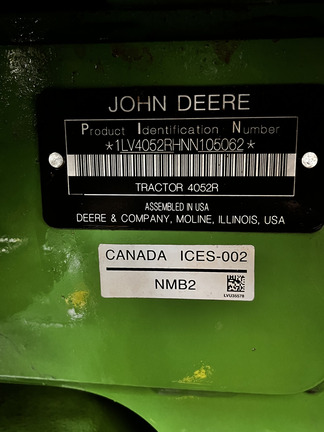 JOHN DEERE
Product Identification Number
*1LV4052RHNN105062*
TRACTOR 4052R
ASSEMBLED IN USA
DEERE & COMPANY, MOLINE, ILLINOIS, USA
CANADA ICES-002
NMB2
LVU35578